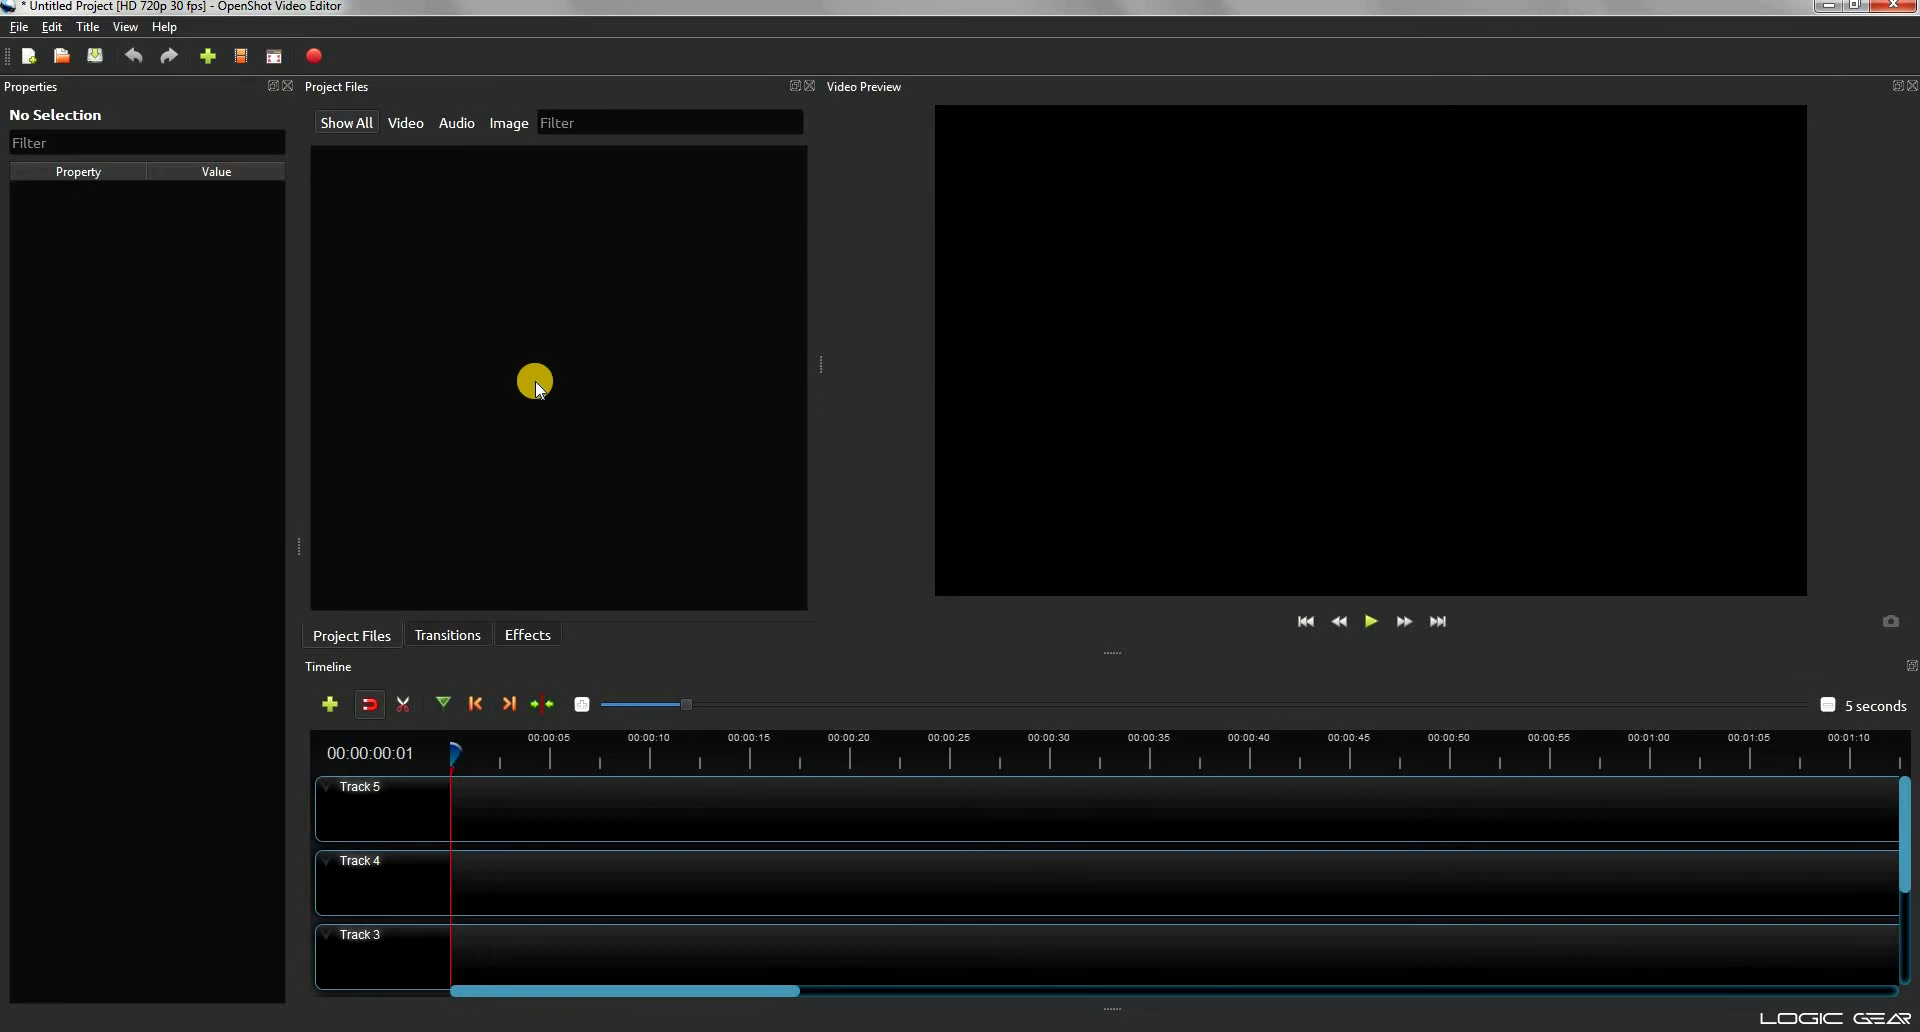 * Untitled Project [HD 720p 30 fps] - OpenShot Video Editor
File Edit Title View Help
Properties
Project Files
Video Preview
No Selection
Filter
Property Value
Show All Video Audio Image Filter
Project Files Transitions Effects
Timeline
5 seconds
00:00:00:01
00:00:05 00:00:10 00:00:15 00:00:20 00:00:25 00:00:30 00:00:35 00:00:40 00:00:45 00:00:50 00:00:55 00:01:00 00:01:05 00:01:10
Track 5
Track 4
Track 3
LOGIC GEAR